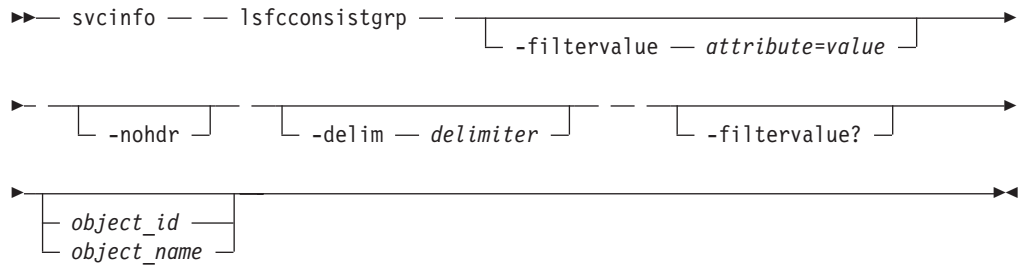 svcinfo lsfcconsistgrp
-filtervalue attribute=value
-nohdr -delim delimiter -filtervalue?
object_id
object_name